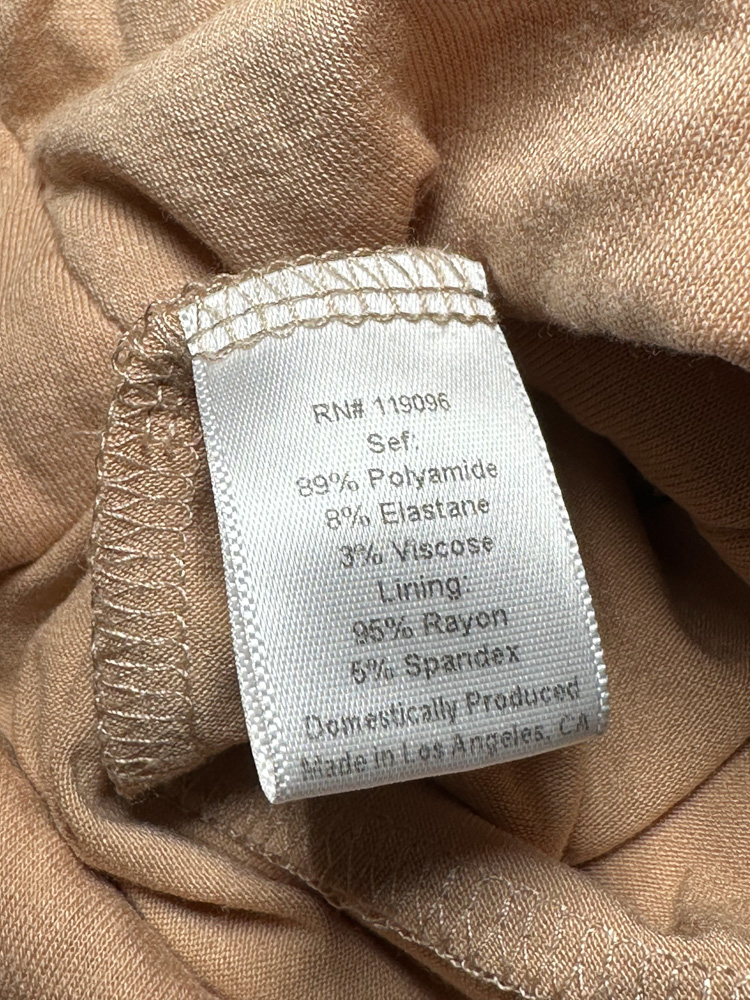 RN# 119096
Sef:
89% Polyamide
8% Elastane
3% Viscose
Lining:
95% Rayon
5% Spandex
Domestically Produced
Made in Los Angeles, CA